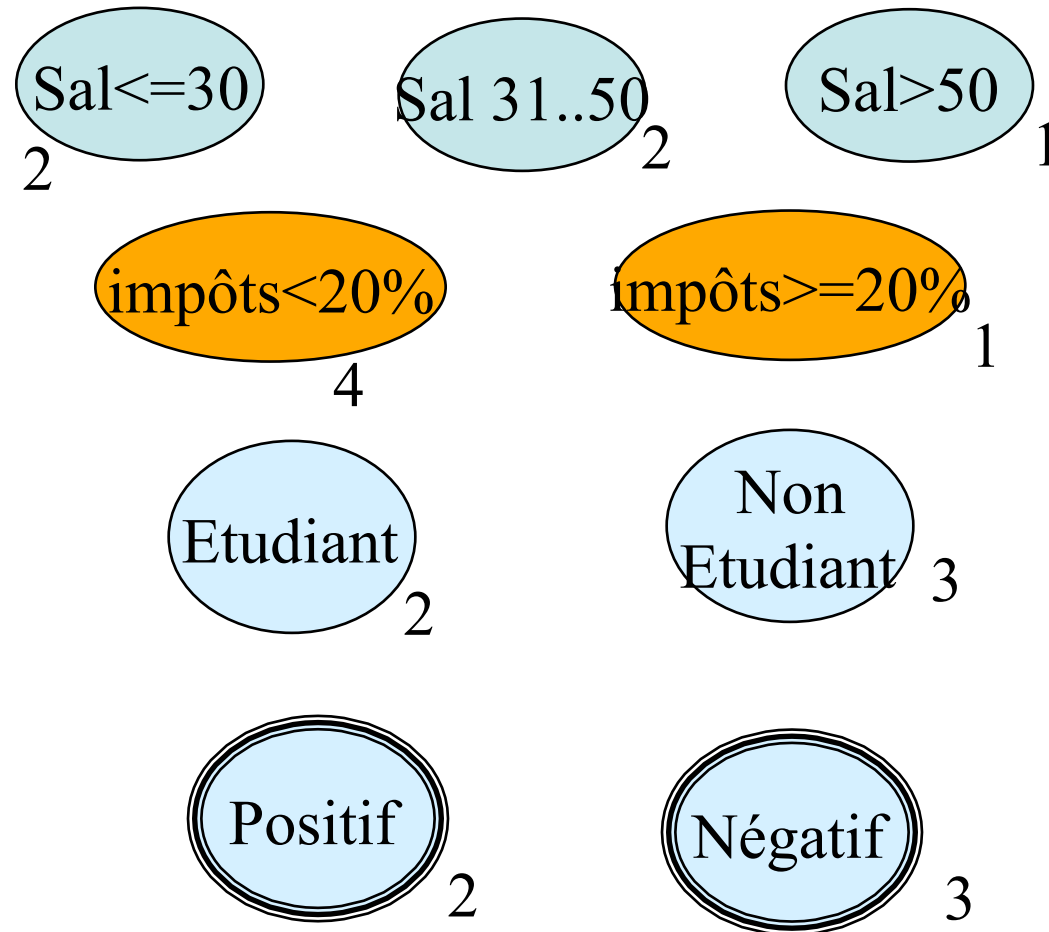 Sal<=30
Sal 31..50
Sal>50
2
2
1
impôts<20%
impôts>=20%
4
1
Etudiant
Non
Etudiant
2
3
Positif
Négatif
2
3